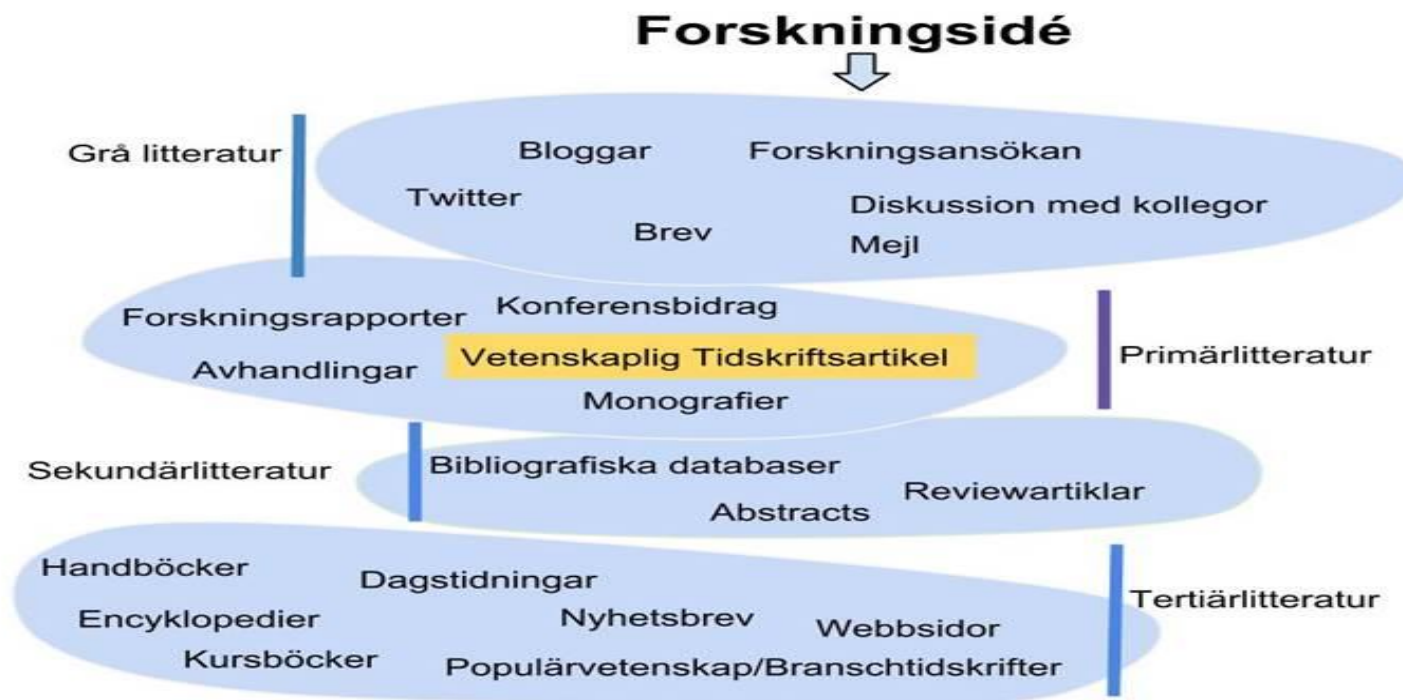 Forskningsidé
Grå litteratur
Bloggar
Forskningsansökan
Twitter
Diskussion med kollegor
Brev
Mejl
Forskningsrapporter
Konferensbidrag
Avhandlingar
Vetenskaplig Tidskriftsartikel
Primärlitteratur
Monografier
Sekundärlitteratur
Bibliografiska databaser
Reviewartiklar
Abstracts
Handböcker
Dagstidningar
Encyklopedier
Nyhetsbrev
Webbsidor
Tertiärlitteratur
Kursböcker
Populärvetenskap/Branschtidskrifter